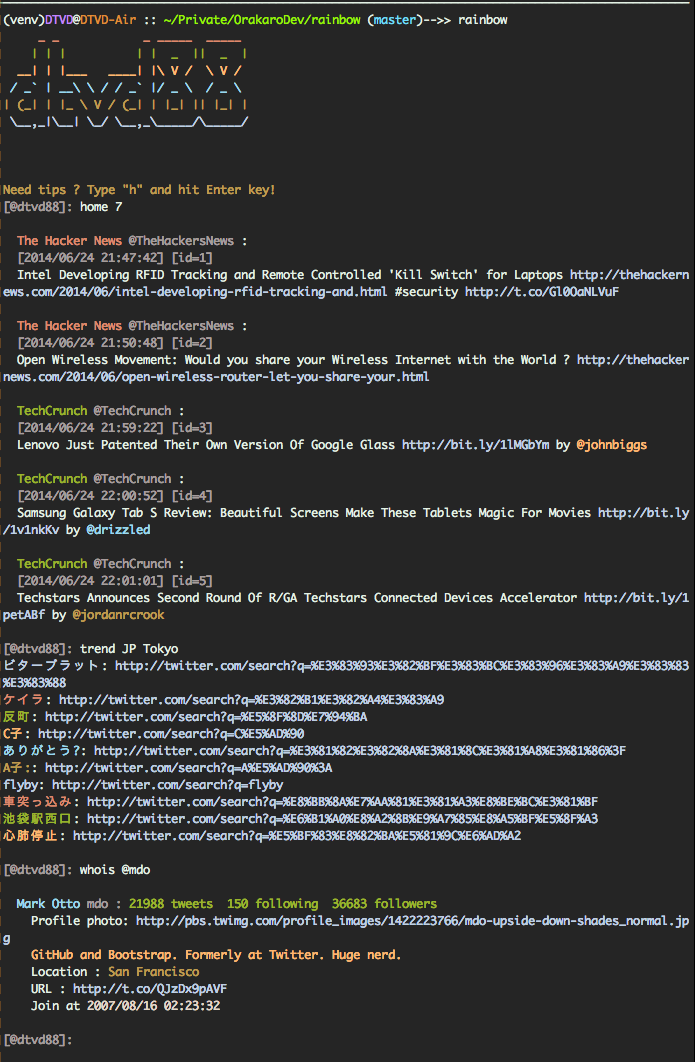 (venv)DTVD@DTVD-Air :: ~/Private/OrakaroDev/rainbow (master)-->> rainbow
     _ _            _ _____  _____
    | | |          | |  _  ||  _  |
  __| | |___   ____| |\ V /  \ V /
 / _` | __\ \ / / _` |/ _ \  / _ \
| (_| | |_ \ V / (_| | |_| || |_| |
 \__,_|\__| \_/ \__,_\_____/\_____/
Need tips ? Type "h" and hit Enter key!
[@dtvd88]: home 7
The Hacker News @TheHackersNews :
[2014/06/24 21:47:42] [id=1]
Intel Developing RFID Tracking and Remote Controlled 'Kill Switch' for Laptops http://thehackern
ews.com/2014/06/intel-developing-rfid-tracking-and.html #security http://t.co/Gl0OaNLVuF
The Hacker News @TheHackersNews :
[2014/06/24 21:50:48] [id=2]
Open Wireless Movement: Would you share your Wireless Internet with the World ? http://thehacker
news.com/2014/06/open-wireless-router-let-you-share-your.html
TechCrunch @TechCrunch :
[2014/06/24 21:59:22] [id=3]
Lenovo Just Patented Their Own Version Of Google Glass http://bit.ly/1lMGbYm by @johnbiggs
TechCrunch @TechCrunch :
[2014/06/24 22:00:52] [id=4]
Samsung Galaxy Tab S Review: Beautiful Screens Make These Tablets Magic For Movies http://bit.ly
/1v1nkKv by @drizzled
TechCrunch @TechCrunch :
[2014/06/24 22:01:01] [id=5]
Techstars Announces Second Round Of R/GA Techstars Connected Devices Accelerator http://bit.ly/1
petABf by @jordanrcrook
[@dtvd88]: trend JP Tokyo
ビターブラット: http://twitter.com/search?q=%E3%83%93%E3%82%BF%E3%83%BC%E3%83%96%E3%83%A9%E3%83%83
%E3%83%88
ケイラ: http://twitter.com/search?q=%E3%82%B1%E3%82%A4%E3%83%A9
反町: http://twitter.com/search?q=%E5%8F%8D%E7%94%BA
C子: http://twitter.com/search?q=C%E5%AD%90
ありがとう?: http://twitter.com/search?q=%E3%81%82%E3%82%8A%E3%81%8C%E3%81%A8%E3%81%86%3F
A子:: http://twitter.com/search?q=A%E5%AD%90%3A
flyby: http://twitter.com/search?q=flyby
車突っ込み: http://twitter.com/search?q=%E8%BB%8A%E7%AA%81%E3%81%A3%E8%BE%BC%E3%81%BF
池袋駅西口: http://twitter.com/search?q=%E6%B1%A0%E8%A2%8B%E9%A7%85%E8%A5%BF%E5%8F%A3
心肺停止: http://twitter.com/search?q=%E5%BF%83%E8%82%BA%E5%81%9C%E6%AD%A2
[@dtvd88]: whois @mdo
Mark Otto mdo : 21988 tweets  150 following  36683 followers
Profile photo: http://pbs.twimg.com/profile_images/1422223766/mdo-upside-down-shades_normal.jp
g
GitHub and Bootstrap. Formerly at Twitter. Huge nerd.
Location : San Francisco
URL : http://t.co/QJzDx9pAVF
Join at 2007/08/16 02:23:32
[@dtvd88]: